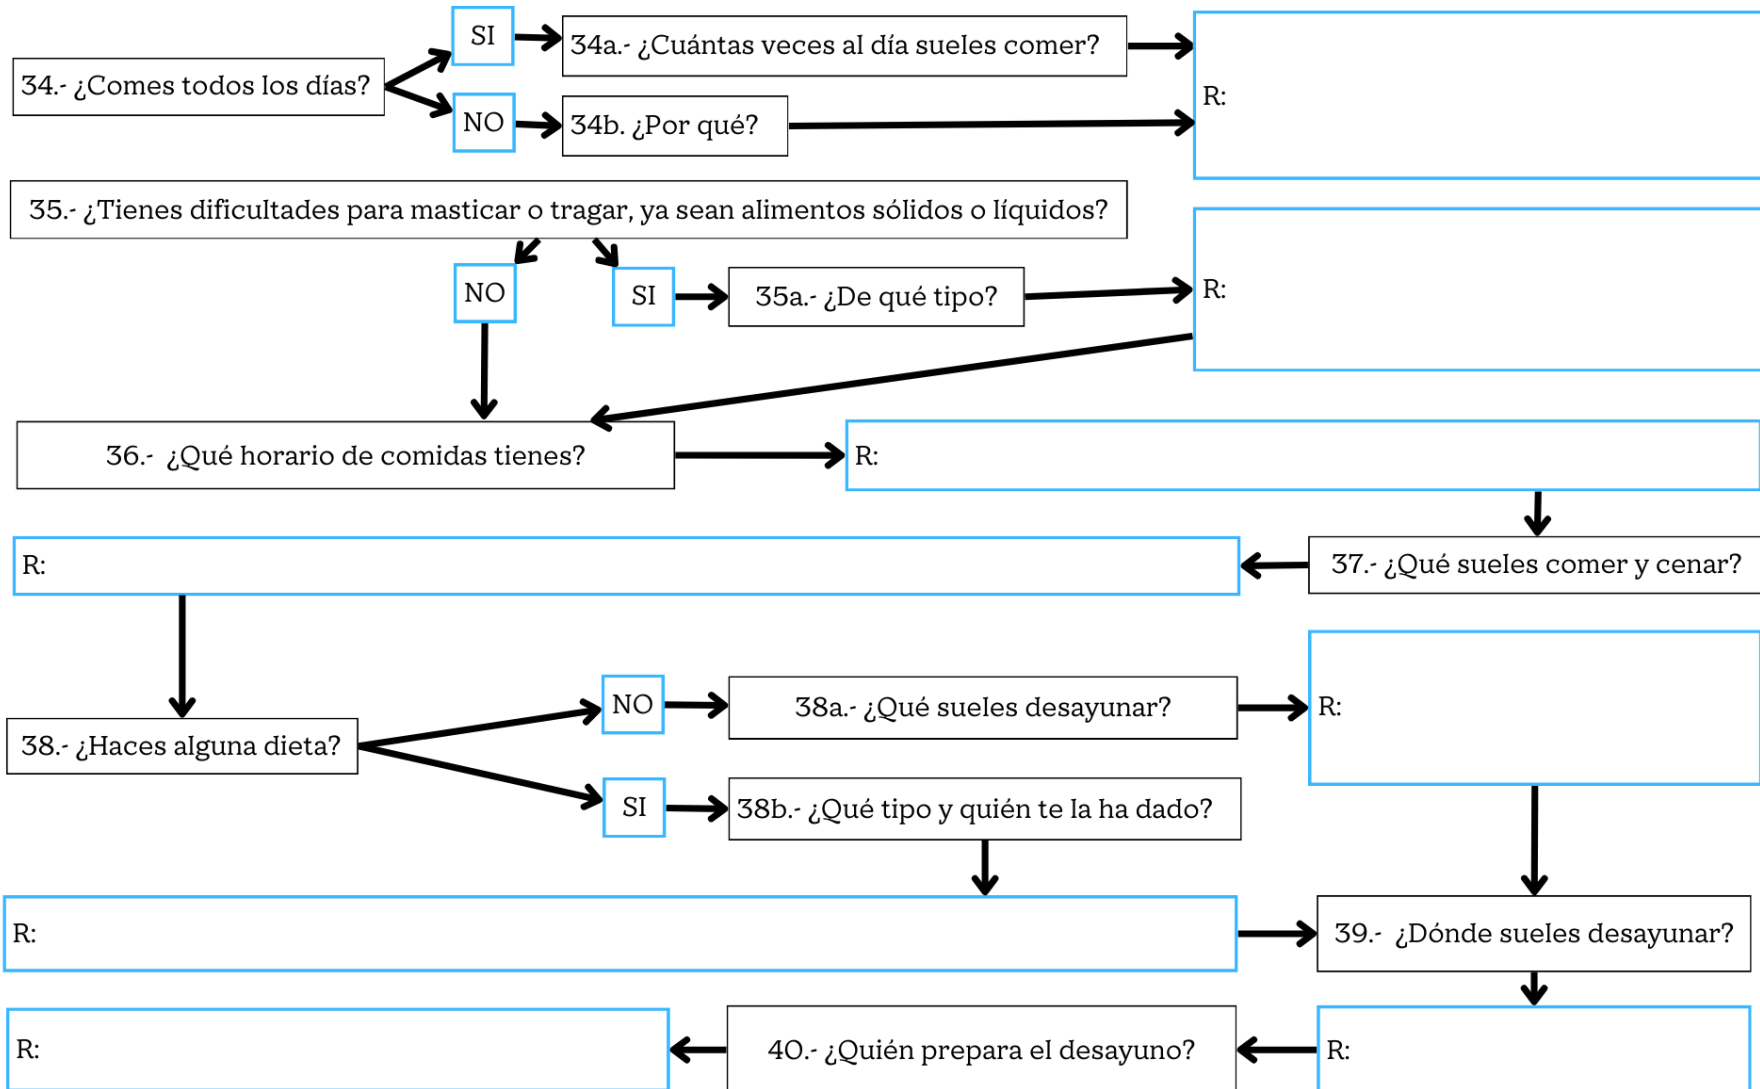 34.- ¿Comes todos los días?
SI
34a.- ¿Cuántas veces al día sueles comer?
NO
34b. ¿Por qué?
R:
35.- ¿Tienes dificultades para masticar o tragar, ya sean alimentos sólidos o líquidos?
NO
SI
35a.- ¿De qué tipo?
R:
36.- ¿Qué horario de comidas tienes?
R:
37.- ¿Qué sueles comer y cenar?
R:
38.- ¿Haces alguna dieta?
NO
38a.- ¿Qué sueles desayunar?
R:
SI
38b.- ¿Qué tipo y quién te la ha dado?
R:
39.- ¿Dónde sueles desayunar?
R:
40.- ¿Quién prepara el desayuno?
R: